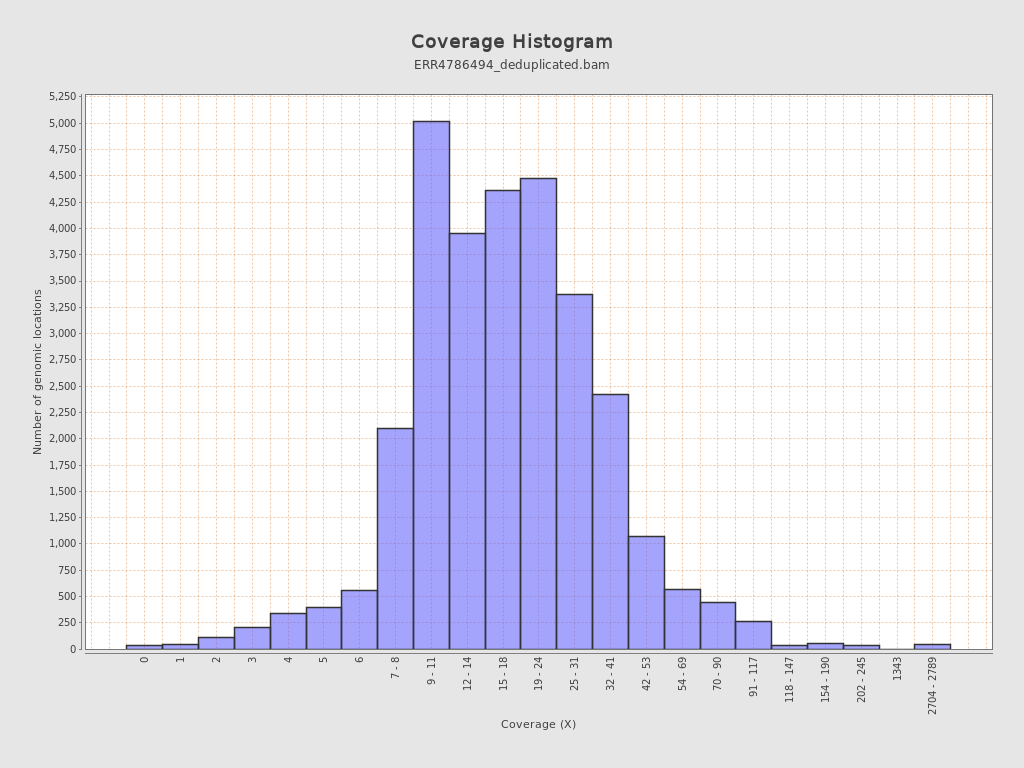 Coverage Histogram
ERR4786494_deduplicated.bam
Number of genomic locations
5,250
5,000
4,750
4,500
4,250
4,000
3,750
3,500
3,250
3,000
2,750
2,500
2,250
2,000
1,750
1,500
1,250
1,000
750
500
250
0
0
1
2
3
4
5
6
7 - 8
9 - 11
12 - 14
15 - 18
19 - 24
25 - 31
32 - 41
42 - 53
54 - 69
70 - 90
91 - 117
118 - 147
154 - 190
202 - 245
1343
2704 - 2789
Coverage (X)